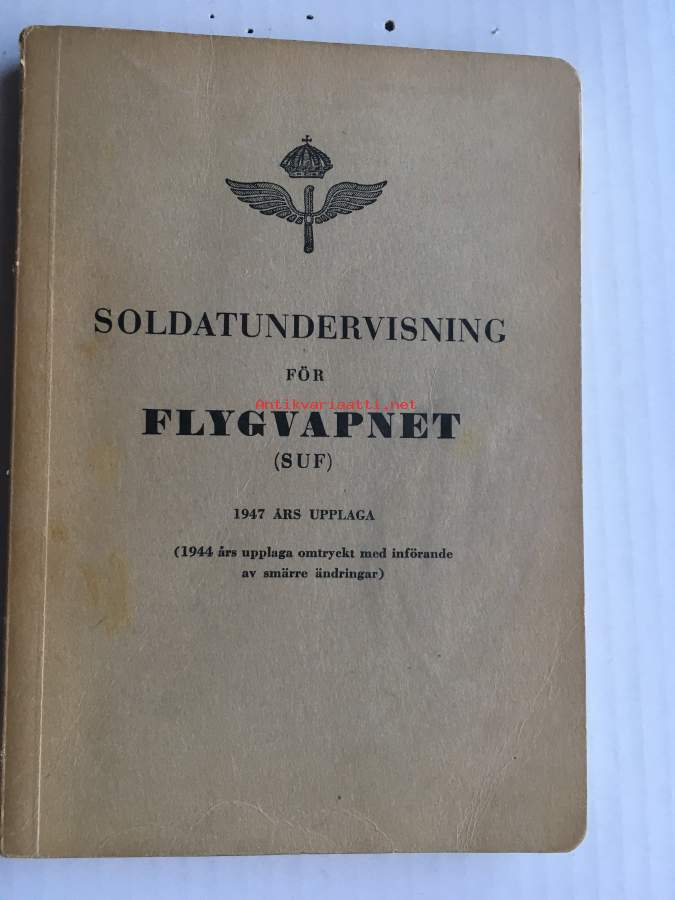 SOLDATUNDERVISNING
FÖR
Antikvariaatti.net
FLYGVAPNET
(SUF)
1947 ÅRS UPPLAGA
(1944 års upplaga omtryckt med införande
av smärre ändringar)